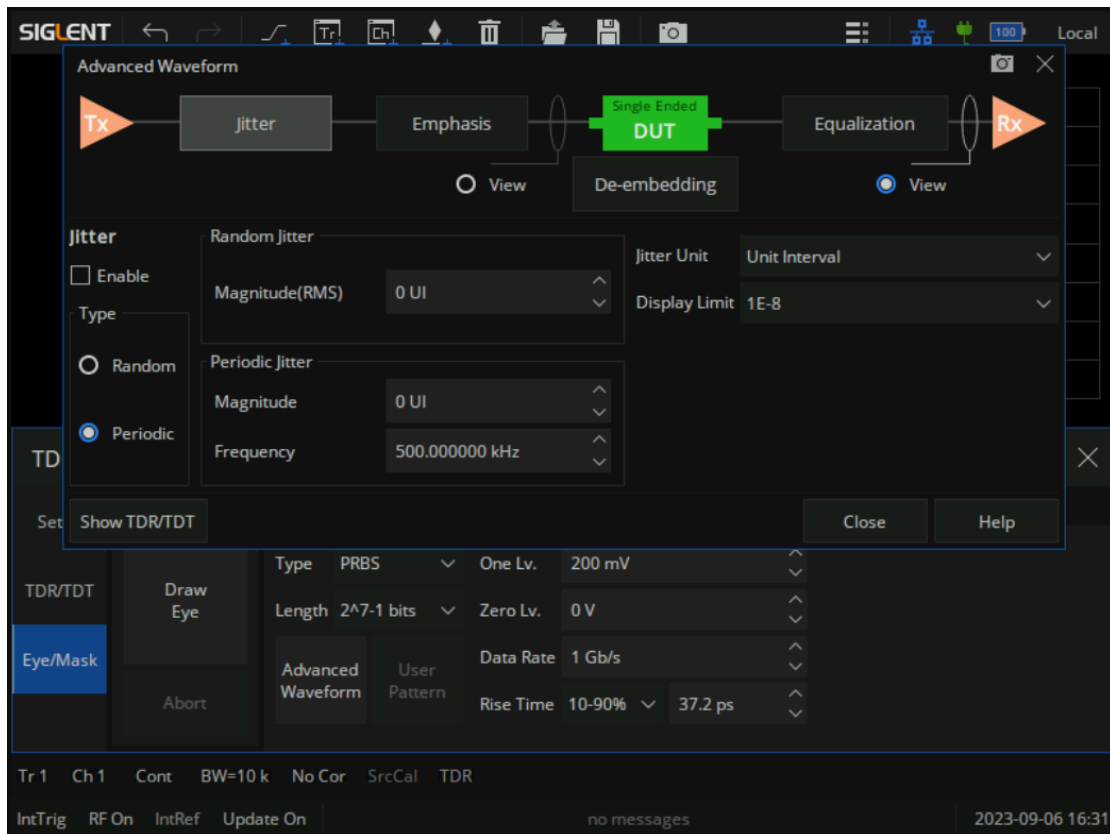 SIGLENT Tr Ch 100 Local
Advanced Waveform
Tx Jitter Emphasis Single Ended DUT Equalization Rx
View De-embedding View
Jitter
Enable
Type
Random
Periodic
Random Jitter
Magnitude(RMS) 0 UI
Periodic Jitter
Magnitude 0 UI
Frequency 500.000000 kHz
Jitter Unit Unit Interval
Display Limit 1E-8
Show TDR/TDT Close Help
TD
Set
TDR/TDT
Eye/Mask
Draw
Eye
Abort
Type PRBS One Lv. 200 mV
Length 2^7-1 bits Zero Lv. 0 V
Advanced
Waveform
User
Pattern
Data Rate 1 Gb/s
Rise Time 10-90% 37.2 ps
Tr 1 Ch 1 Cont BW=10 k No Cor SrcCal TDR
IntTrig RF On IntRef Update On no messages 2023-09-06 16:31